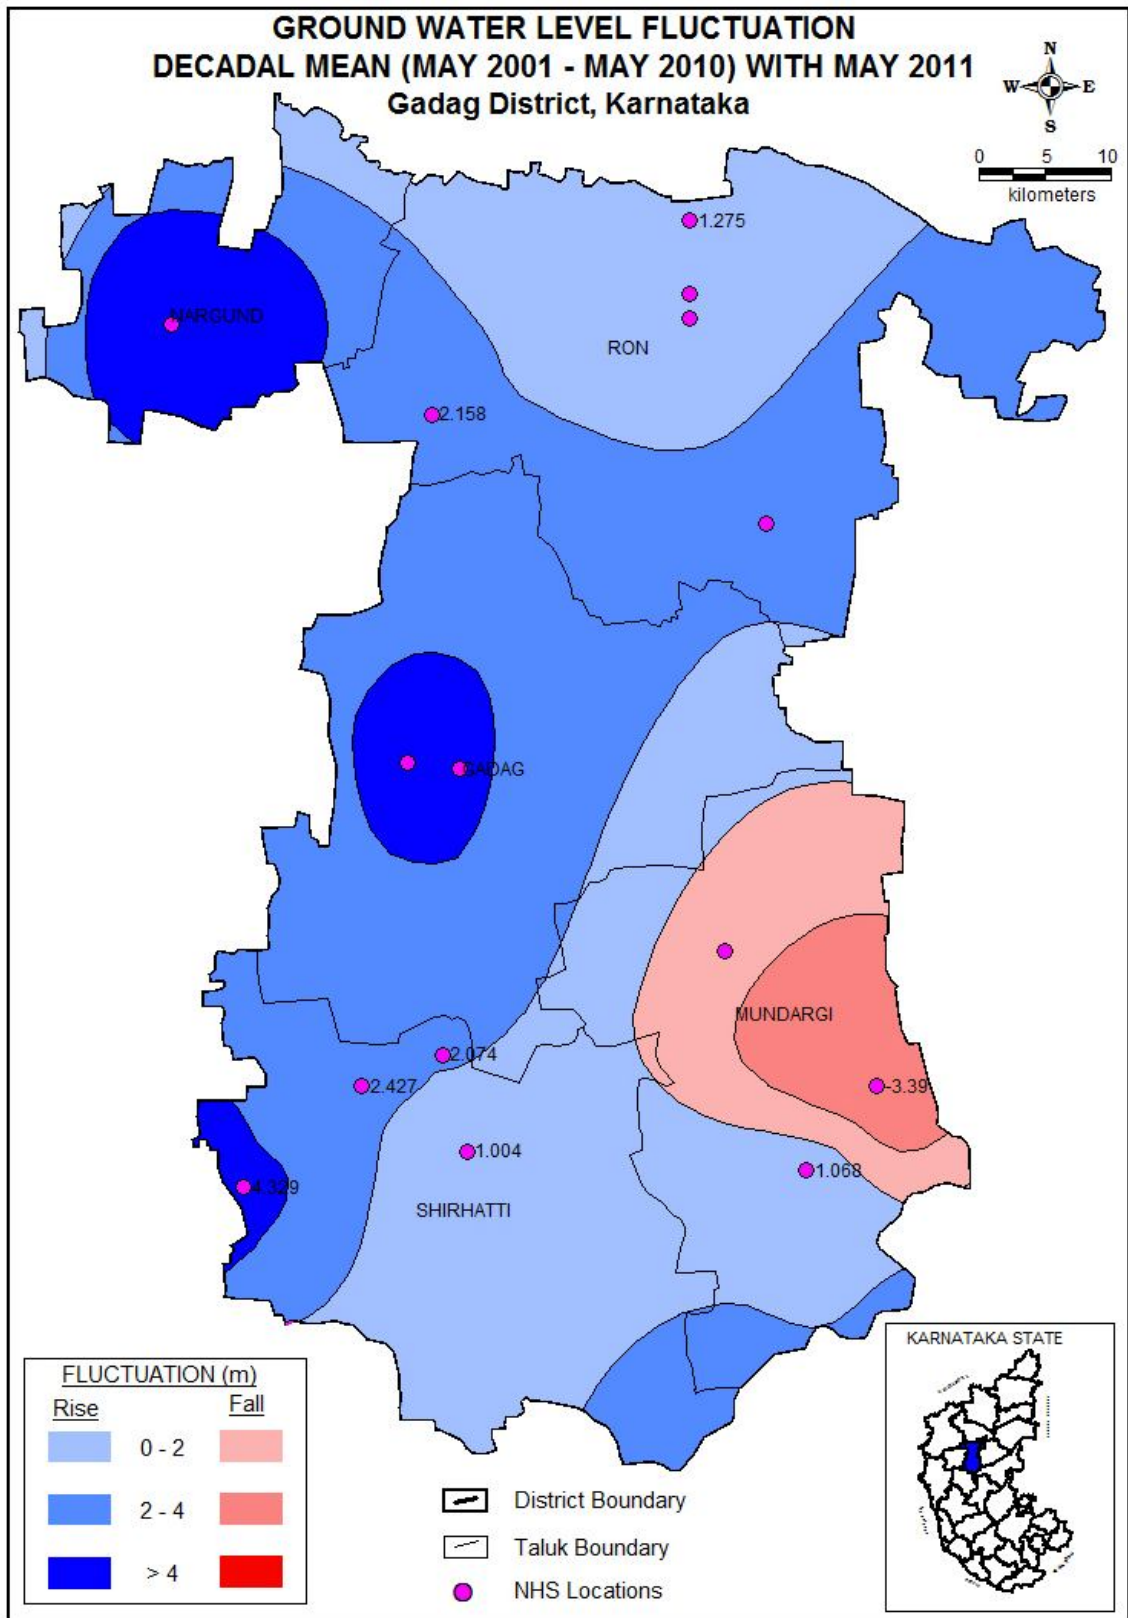 GROUND WATER LEVEL FLUCTUATION
DECADAL MEAN (MAY 2001 - MAY 2010) WITH MAY 2011
Gadag District, Karnataka
N
W E
S
0 5 10
kilometers
1.275
NARGUND
RON
2.158
GADAG
MUNDARGI
2.074
2.427
-3.39
1.004
1.068
4.329
SHIRHATTI
KARNATAKA STATE
FLUCTUATION (m)
Rise Fall
0 - 2
2 - 4
> 4
District Boundary
Taluk Boundary
NHS Locations